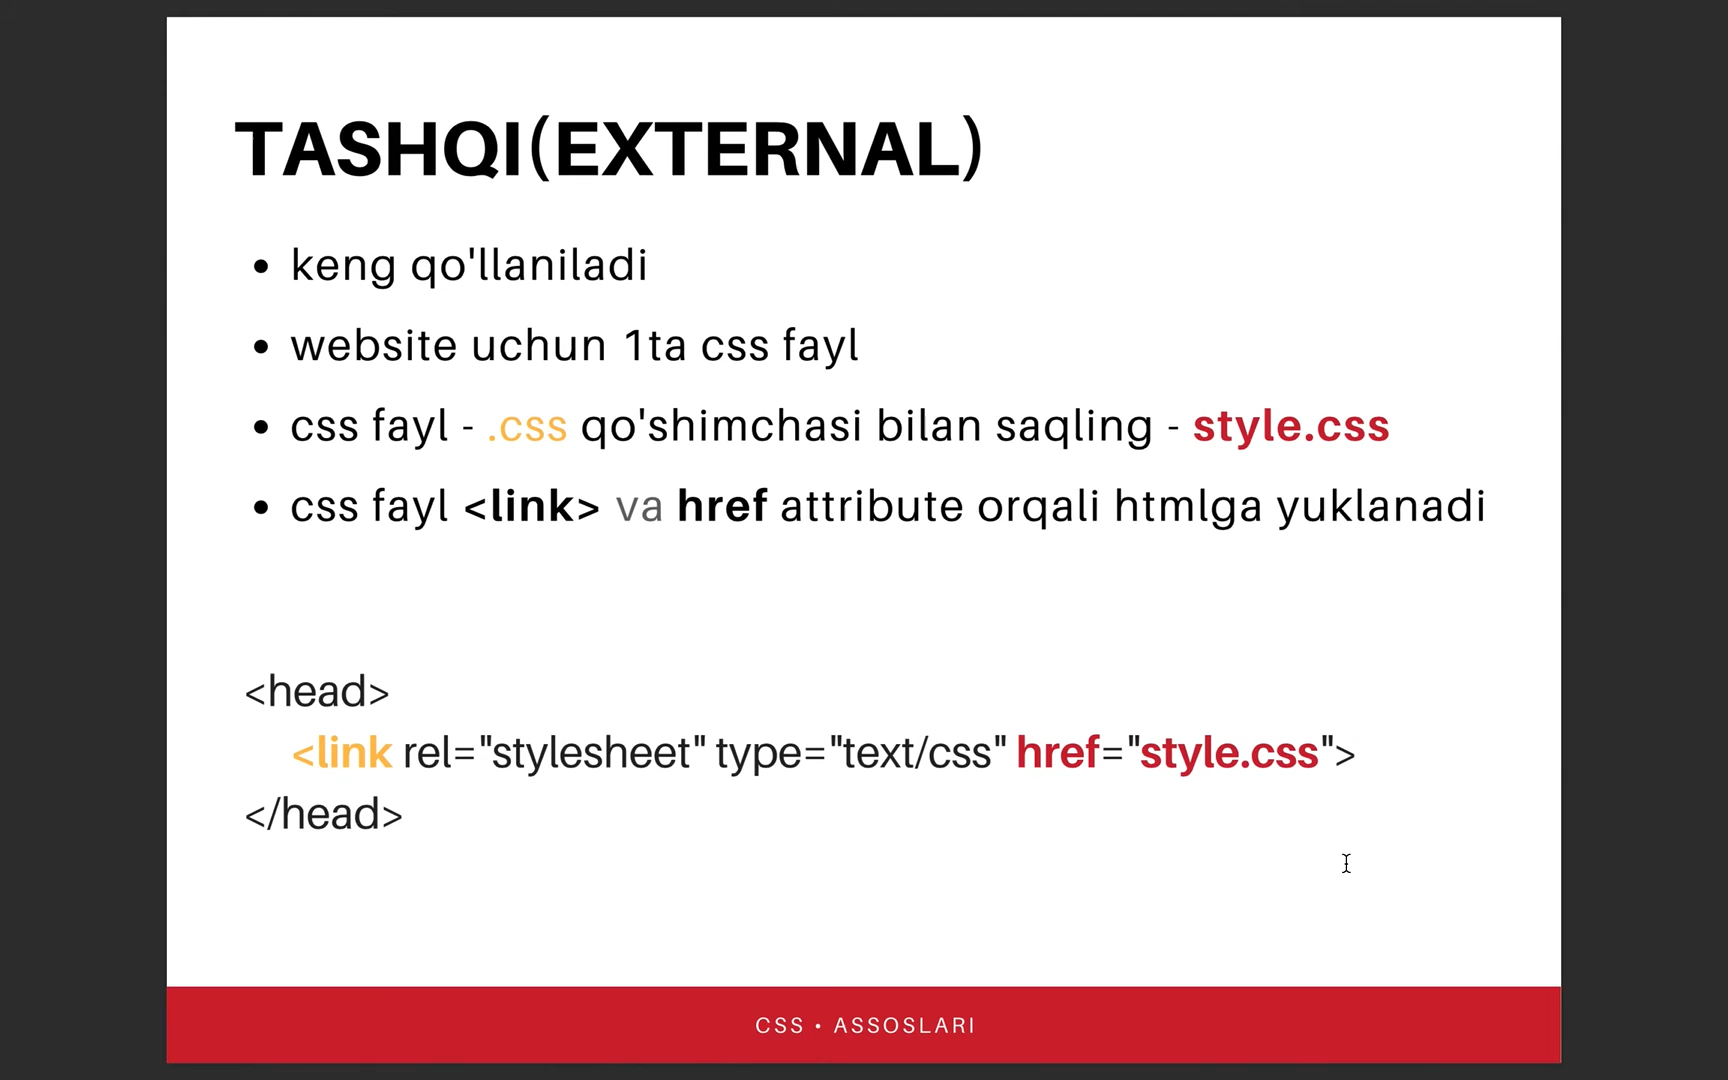 TASHQI(EXTERNAL)
keng qo'llaniladi
website uchun 1ta css fayl
css fayl - .css qo'shimchasi bilan saqling - style.css
css fayl <link> va href attribute orqali htmlga yuklanadi
<head>
<link rel="stylesheet" type="text/css" href="style.css">
</head>
CSS • ASSOSLARI